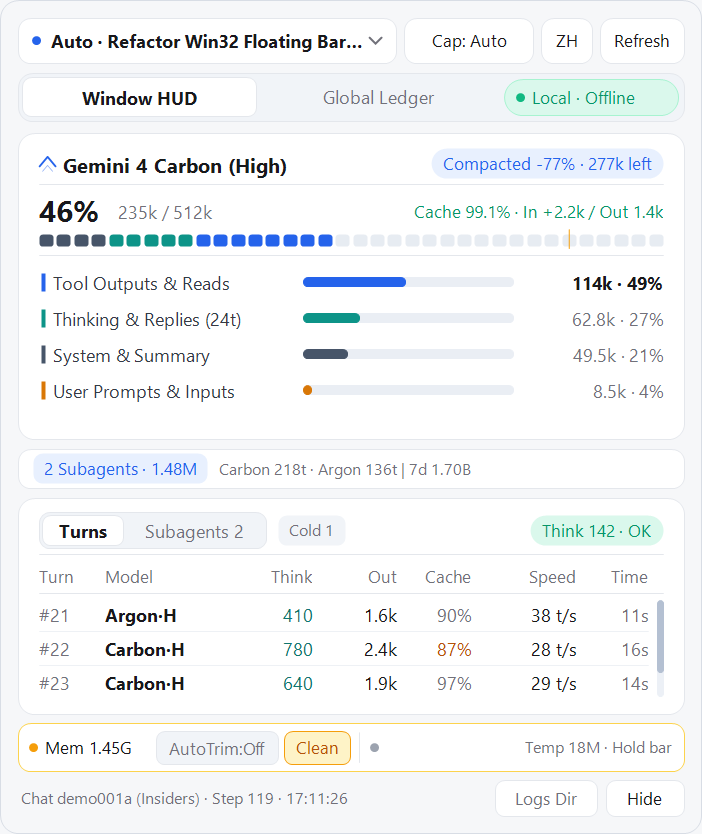 Auto · Refactor Win32 Floating Bar... Cap: Auto ZH Refresh
Window HUD Global Ledger Local · Offline
Gemini 4 Carbon (High) Compacted -77% · 277k left
46% 235k / 512k Cache 99.1% · In +2.2k / Out 1.4k
Tool Outputs & Reads 114k · 49%
Thinking & Replies (24t) 62.8k · 27%
System & Summary 49.5k · 21%
User Prompts & Inputs 8.5k · 4%
2 Subagents · 1.48M Carbon 218t · Argon 136t | 7d 1.70B
Turns Subagents 2 Cold 1 Think 142 · OK
Turn Model Think Out Cache Speed Time
#21 Argon·H 410 1.6k 90% 38 t/s 11s
#22 Carbon·H 780 2.4k 87% 28 t/s 16s
#23 Carbon·H 640 1.9k 97% 29 t/s 14s
Mem 1.45G AutoTrim:Off Clean Temp 18M · Hold bar
Chat demo001a (Insiders) · Step 119 · 17:11:26 Logs Dir Hide